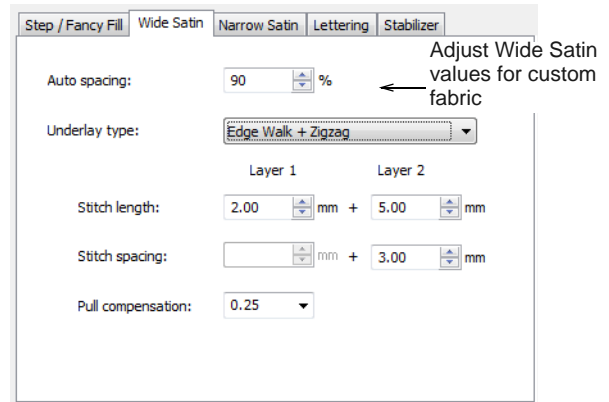 Step / Fancy Fill Wide Satin Narrow Satin Lettering Stabilizer
Adjust Wide Satin
values for custom
fabric
Auto spacing: 90 %
Underlay type: Edge Walk + Zigzag
Layer 1 Layer 2
Stitch length: 2.00 mm + 5.00 mm
Stitch spacing: mm + 3.00 mm
Pull compensation: 0.25